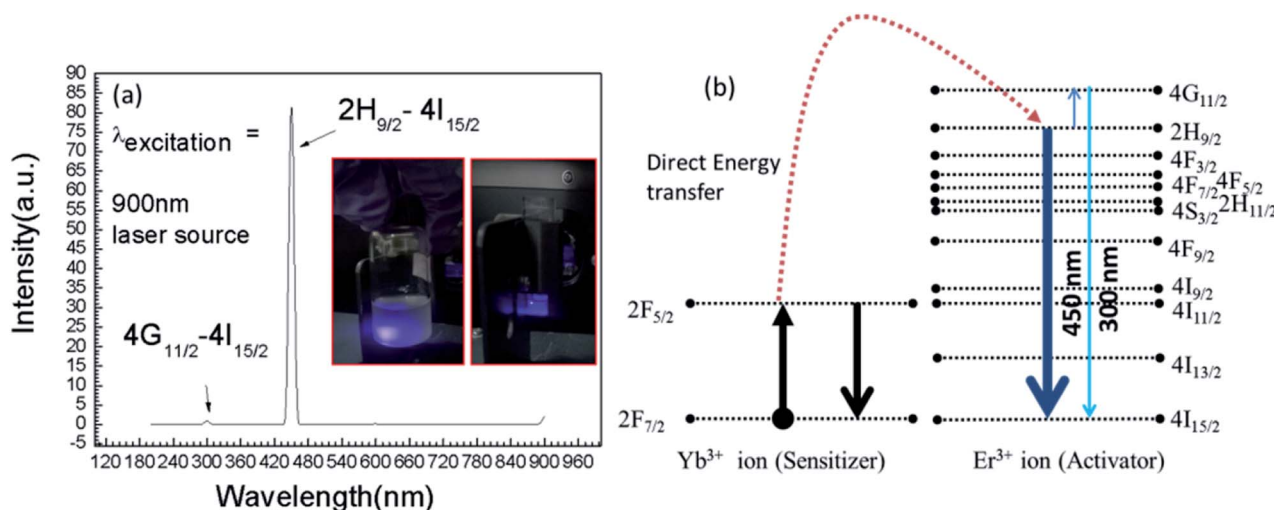 (a)
λexcitation =
900nm
laser source
2H9/2- 4I15/2
4G11/2-4I15/2
Intensity(a.u.)
90
85
80
75
70
65
60
55
50
45
40
35
30
25
20
15
10
5
0
-5
120 180 240 300 360 420 480 540 600 660 720 780 840 900 960
Wavelength(nm)
(b)
Direct Energy
transfer
2F5/2
2F7/2
Yb3+ ion (Sensitizer)
4G11/2
2H9/2
4F3/2
4F7/2 4F5/2
4S3/2 2H11/2
4F9/2
4I9/2
4I11/2
4I13/2
4I15/2
450 nm
300 nm
Er3+ ion (Activator)